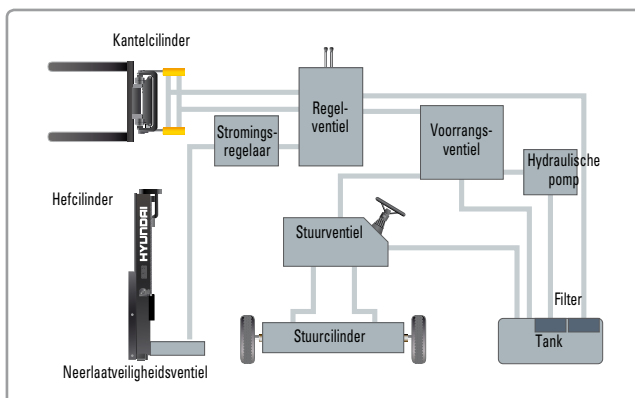 Kantelcilinder
Regel-
ventiel
Stromings-
regelaar
Voorrangs-
ventiel
Hydraulische
pomp
Hefcilinder
HYUNDAI
Stuurventiel
Filter
Stuurcilinder
Tank
Neerlaatveiligheidsventiel